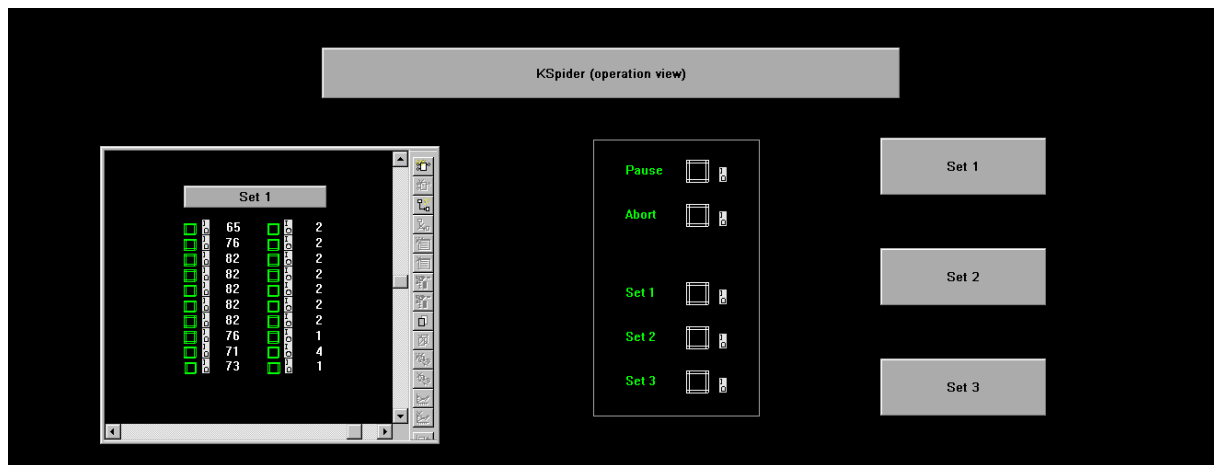 KSpider (operation view)
Set 1
65 2
76 2
82 2
82 2
82 2
82 2
82 2
76 1
71 4
73 1
Pause
Abort
Set 1
Set 2
Set 3
Set 1
Set 2
Set 3